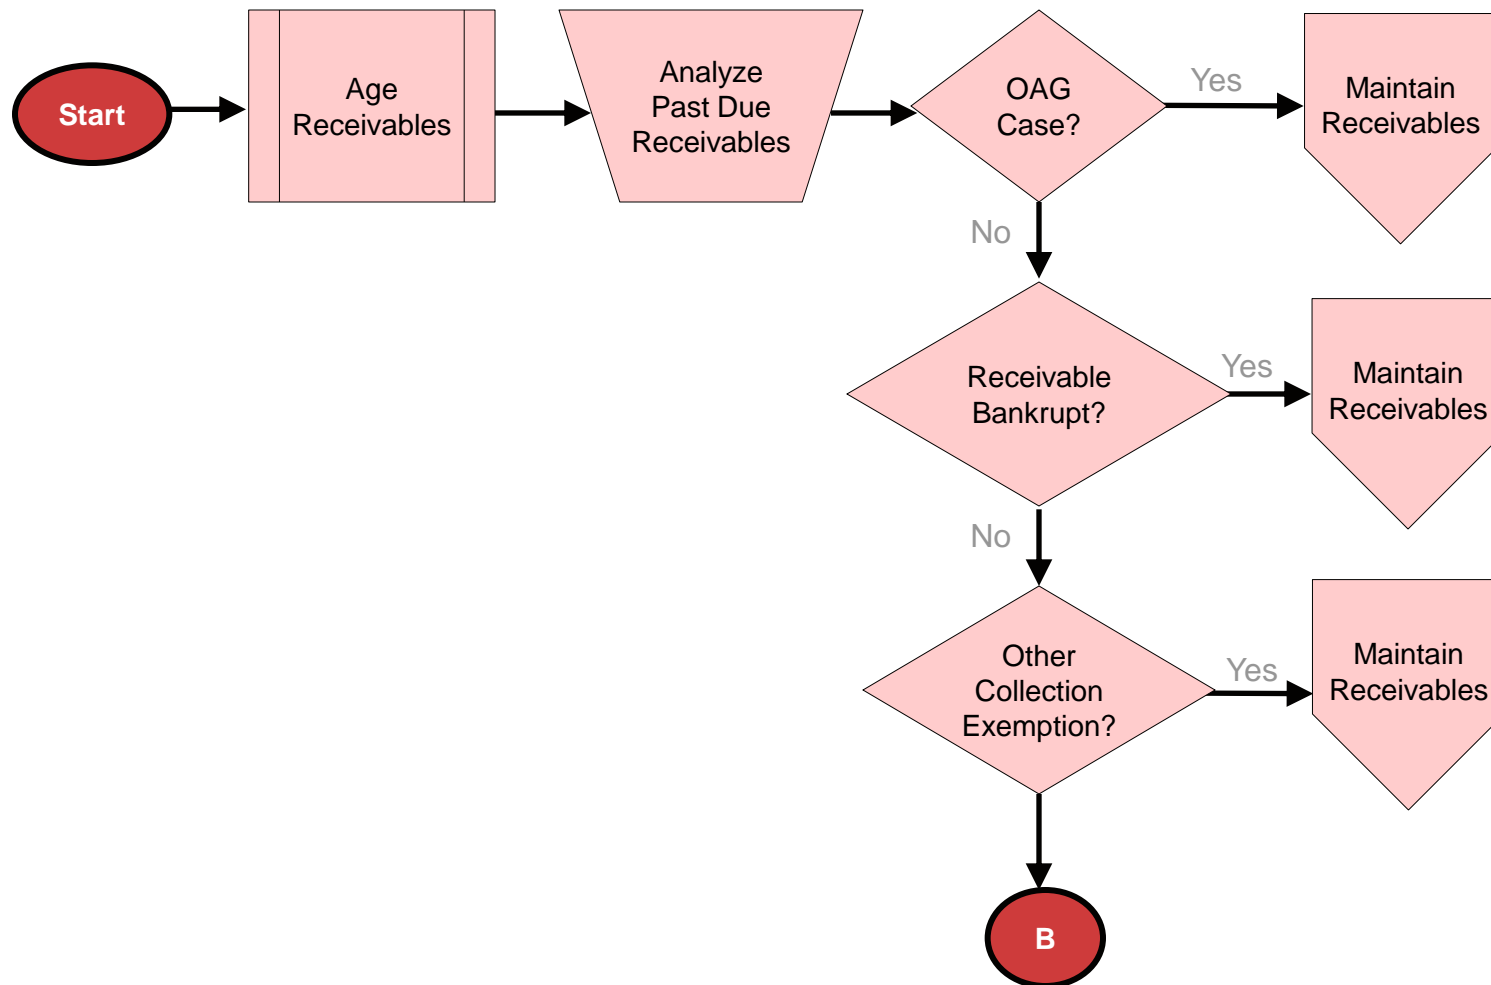 Start
Age
Receivables
Analyze
Past Due
Receivables
OAG
Case?
Yes
Maintain
Receivables
No
Receivable
Bankrupt?
Yes
Maintain
Receivables
No
Other
Collection
Exemption?
Yes
Maintain
Receivables
B